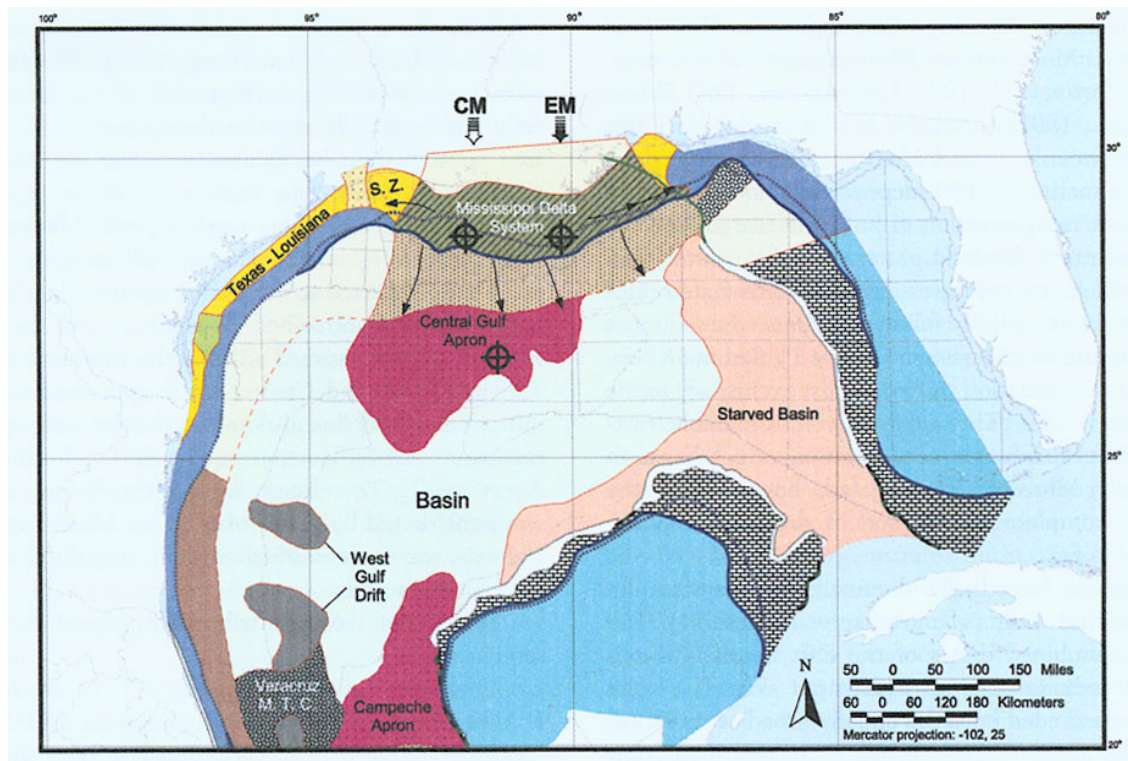 100°
95°
90°
85°
80°
CM
EM
30°
S. Z.
Mississippi Delta
System
Texas - Louisiana
Central Gulf
Apron
Starved Basin
25°
Basin
West
Gulf
Drift
Veracruz
M. T. C.
Campeche
Apron
N
50 0 50 100 150 Miles
60 0 60 120 180 Kilometers
Mercator projection: -102, 25
20°